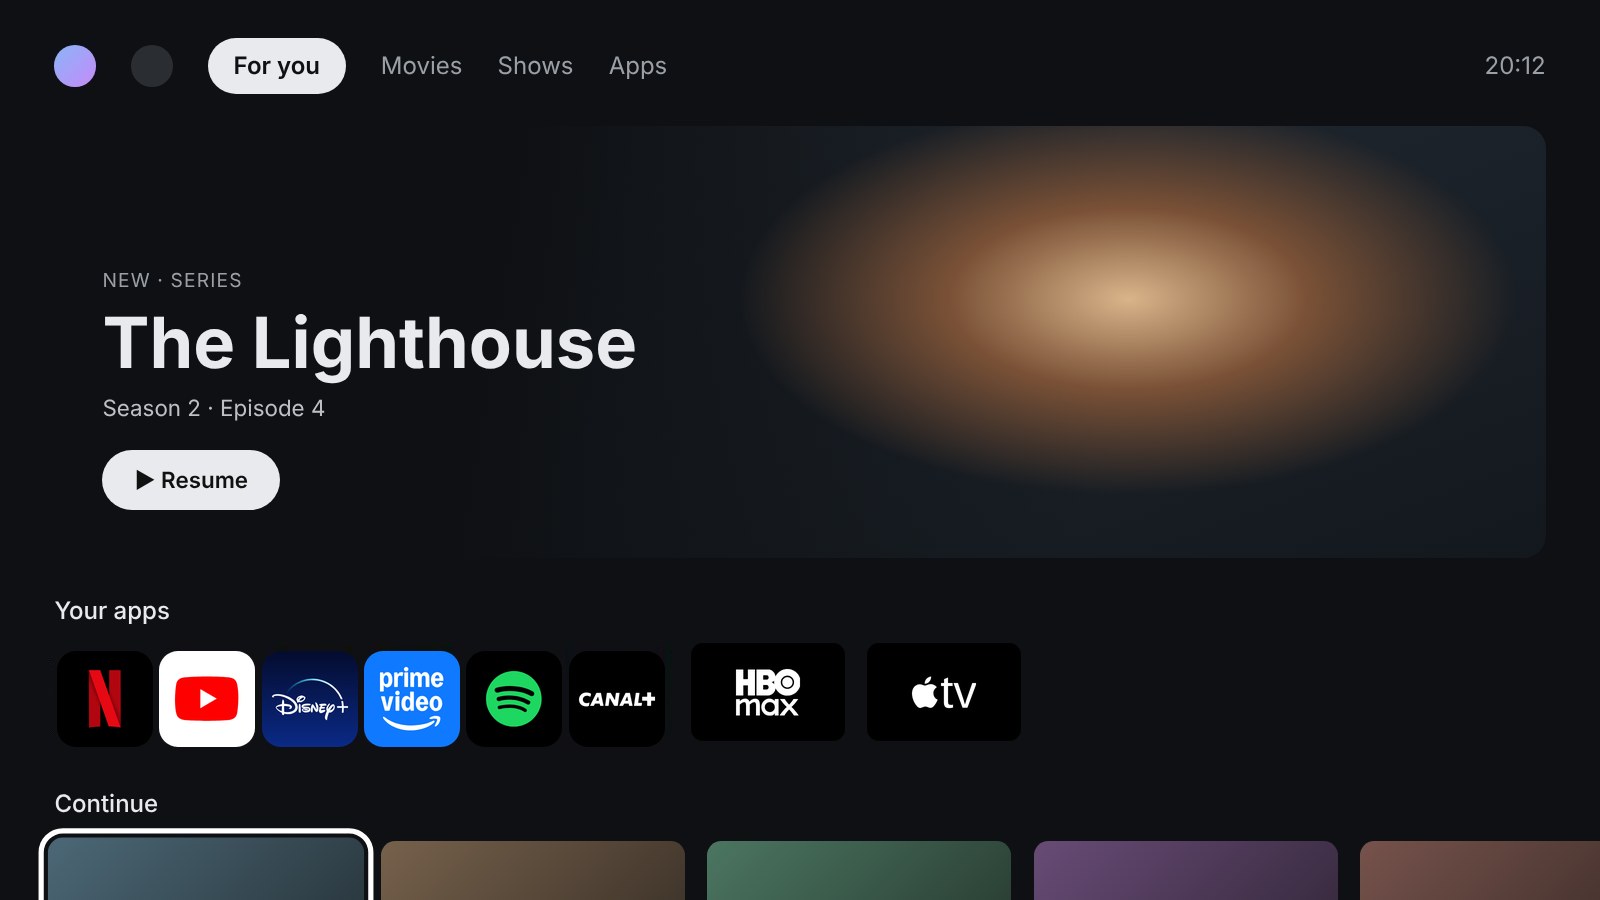 For you
Movies
Shows
Apps
20:12
NEW · SERIES
The Lighthouse
Season 2 · Episode 4
Resume
Your apps
N
Disney+
prime
video
CANAL+
HBO
max
tv
Continue